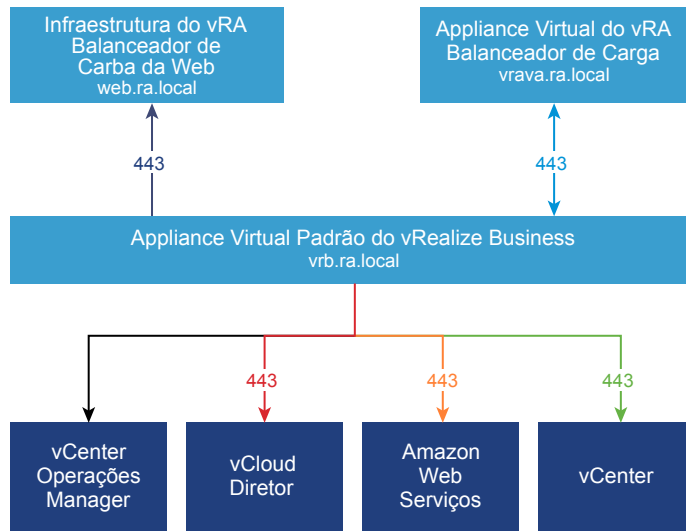 Infraestrutura do vRA
Balanceador de
Carba da Web
web.ra.local
Appliance Virtual do vRA
Balanceador de Carga
vrava.ra.local
443
443
Appliance Virtual Padrão do vRealize Business
vrb.ra.local
443
443
443
vCenter
Operações
Manager
vCloud
Diretor
Amazon
Web
Serviços
vCenter